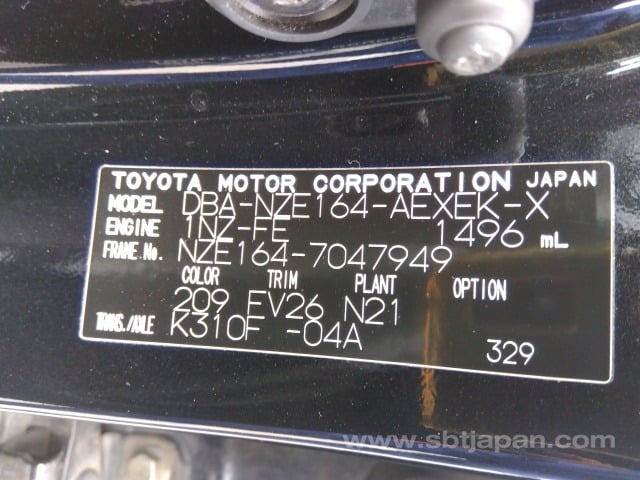 TOYOTA MOTOR CORPORATION JAPAN
MODEL DBA-NZE164-AEXEK-X
ENGINE 1NZ-FE 1496 mL
FRAME No. NZE164-7047949
COLOR TRIM PLANT OPTION
209 EV26 N21
TRANS./AXLE K310F -04A
329
www.sbtjapan.com